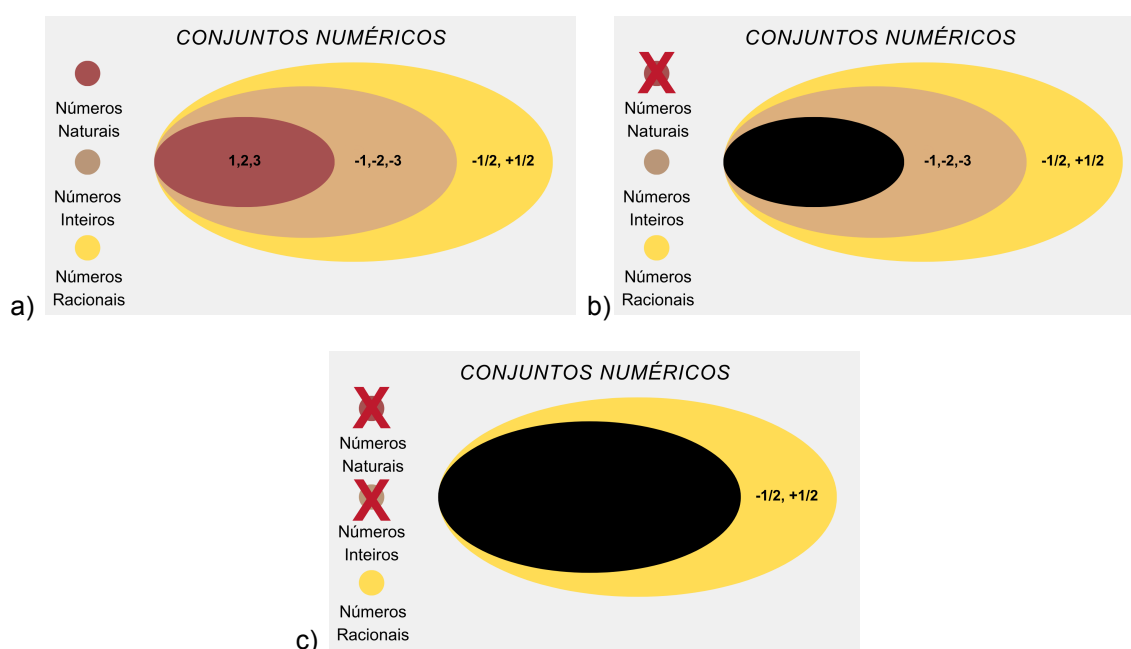 CONJUNTOS NUMÉRICOS
Números
Naturais
Números
Inteiros
Números
Racionais
1,2,3
-1,-2,-3
-1/2, +1/2
a)
CONJUNTOS NUMÉRICOS
X
Números
Naturais
Números
Inteiros
Números
Racionais
-1,-2,-3
-1/2, +1/2
b)
CONJUNTOS NUMÉRICOS
X
Números
Naturais
X
Números
Inteiros
Números
Racionais
-1/2, +1/2
c)